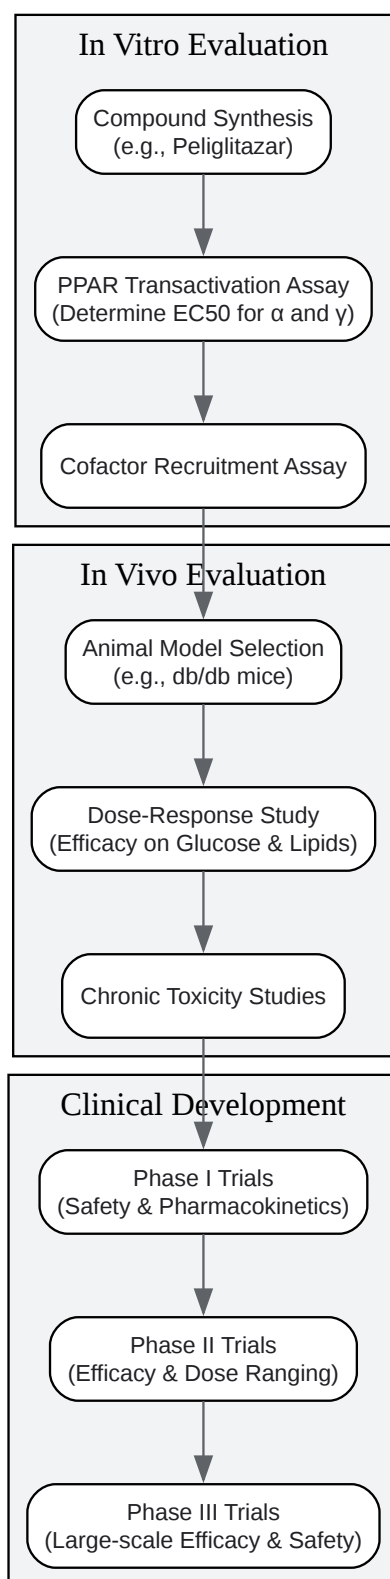 In Vitro Evaluation
Compound Synthesis
(e.g., Peliglitazar)
PPAR Transactivation Assay
(Determine EC50 for α and γ)
Cofactor Recruitment Assay
In Vivo Evaluation
Animal Model Selection
(e.g., db/db mice)
Dose-Response Study
(Efficacy on Glucose & Lipids)
Chronic Toxicity Studies
Clinical Development
Phase I Trials
(Safety & Pharmacokinetics)
Phase II Trials
(Efficacy & Dose Ranging)
Phase III Trials
(Large-scale Efficacy & Safety)